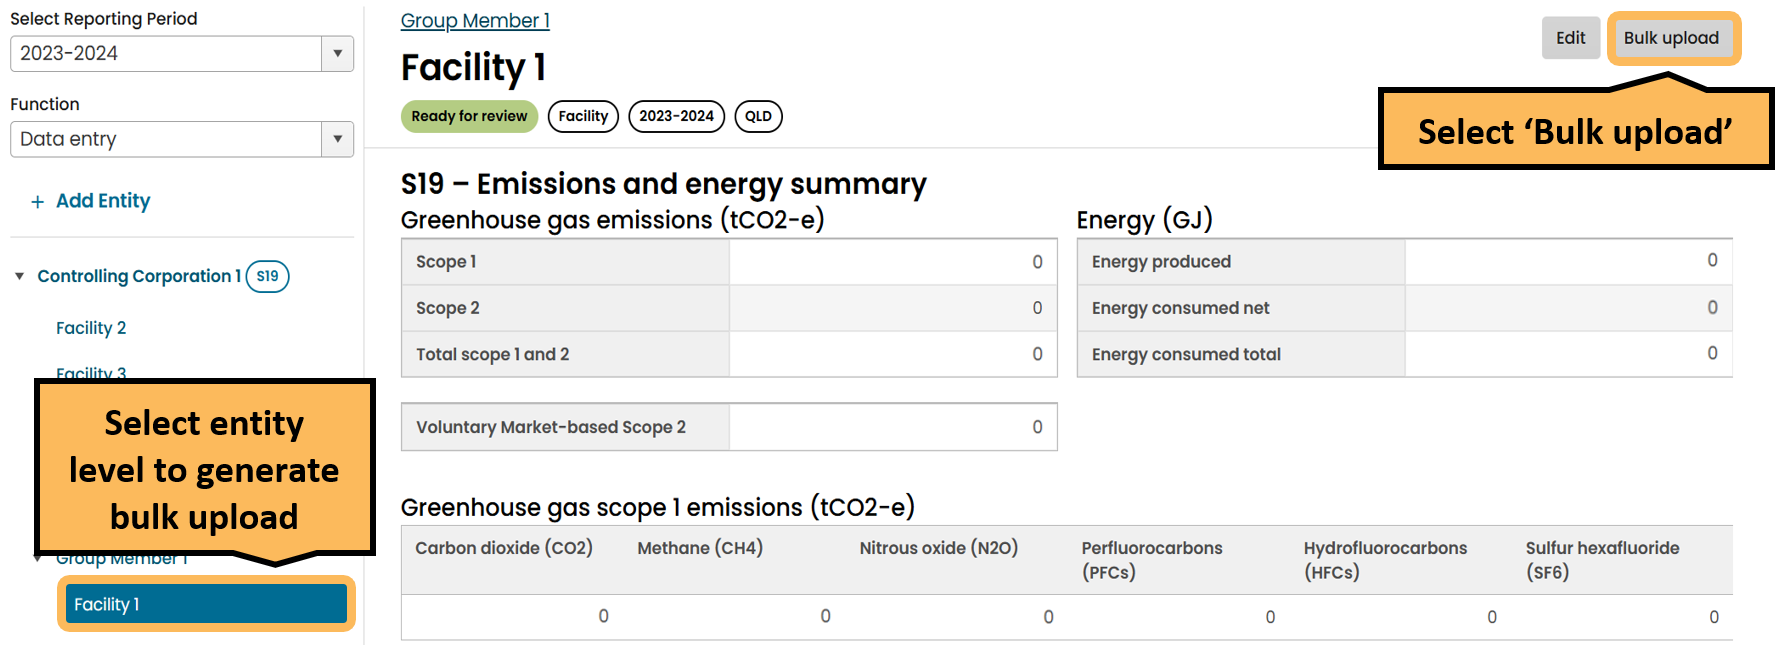 Select Reporting Period
2023-2024
Function
Data entry
+ Add Entity
Controlling Corporation 1 S19
Facility 2
Facility 3
Select entity
level to generate
bulk upload
Group Member 1
Facility 1
Group Member 1
Facility 1
Ready for review Facility 2023-2024 QLD
Edit Bulk upload
Select ‘Bulk upload’
S19 – Emissions and energy summary
Greenhouse gas emissions (tCO2-e)
Scope 1 0
Scope 2 0
Total scope 1 and 2 0
Voluntary Market-based Scope 2 0
Energy (GJ)
Energy produced 0
Energy consumed net 0
Energy consumed total 0
Greenhouse gas scope 1 emissions (tCO2-e)
Carbon dioxide (CO2) Methane (CH4) Nitrous oxide (N2O) Perfluorocarbons Hydrofluorocarbons Sulfur hexafluoride
(PFCs) (HFCs) (SF6)
0 0 0 0 0 0